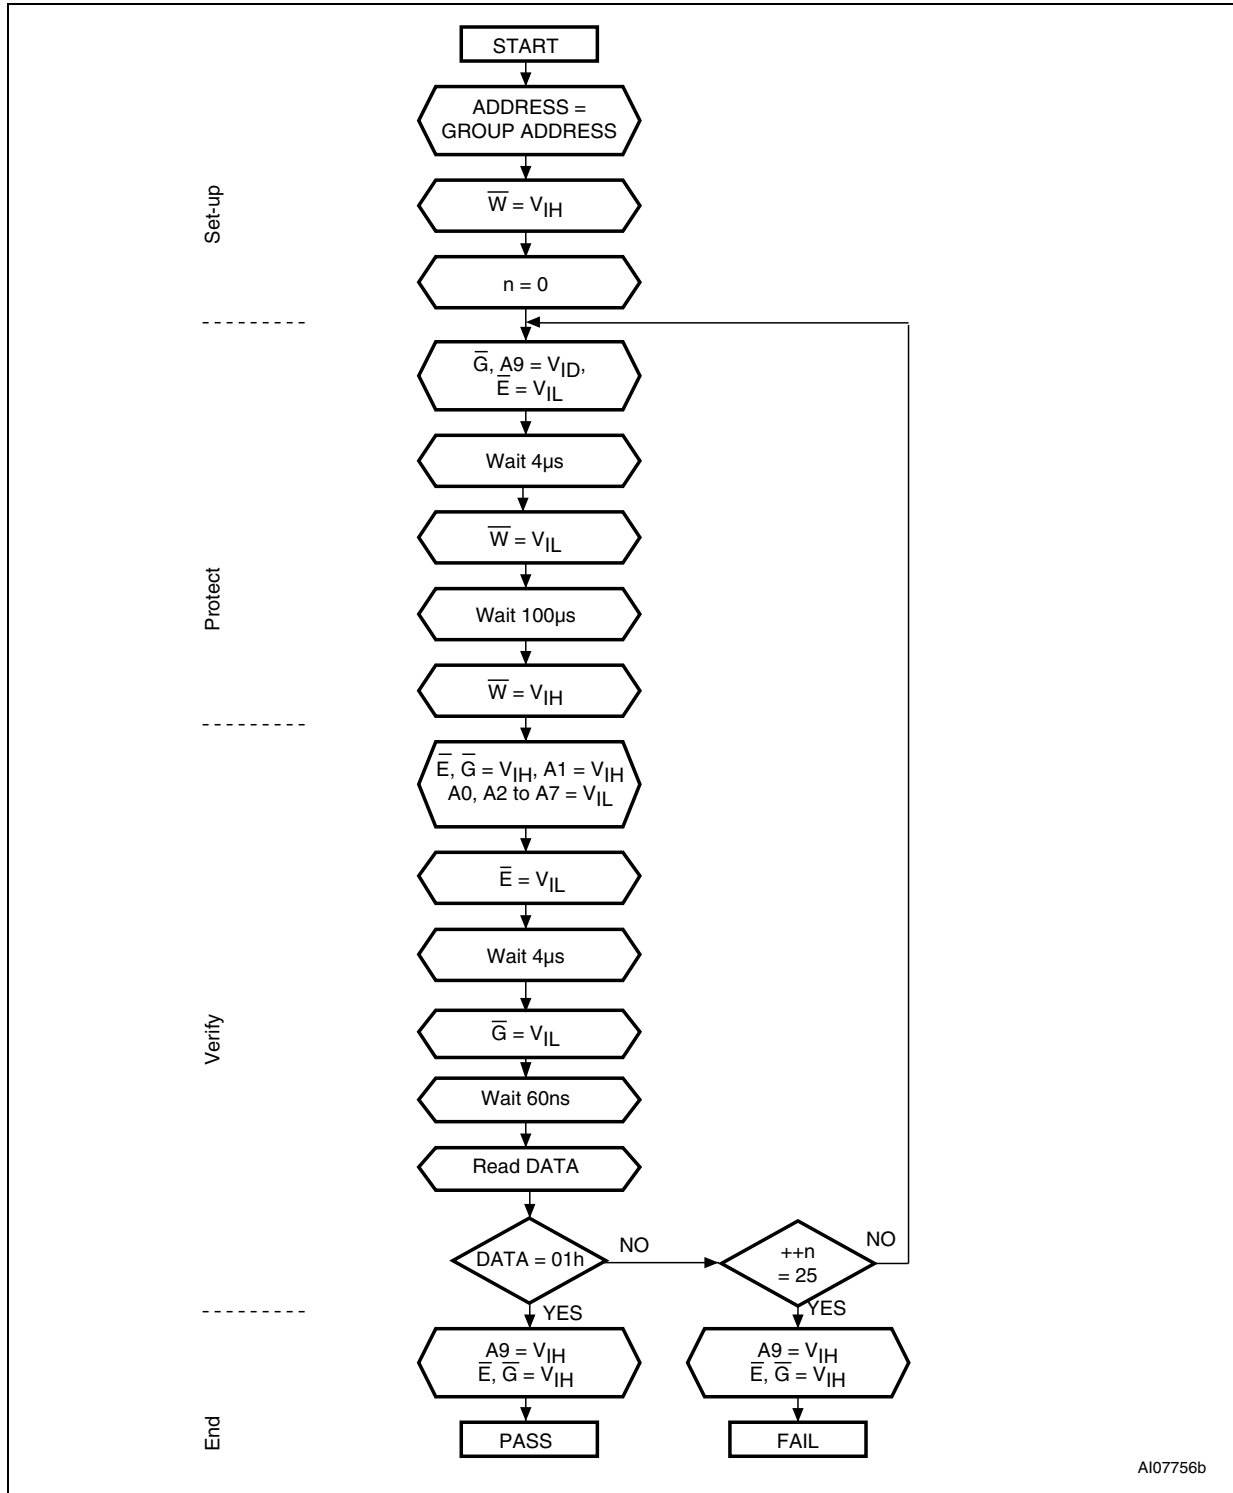 START
ADDRESS =
GROUP ADDRESS
Set-up
W̅ = VIH
n = 0
G̅, A9 = VID,
E̅ = VIL
Wait 4µs
W̅ = VIL
Protect
Wait 100µs
W̅ = VIH
E̅, G̅ = VIH, A1 = VIH
A0, A2 to A7 = VIL
E̅ = VIL
Wait 4µs
Verify
G̅ = VIL
Wait 60ns
Read DATA
DATA = 01h
NO
++n
= 25
NO
YES
YES
A9 = VIH
E̅, G̅ = VIH
A9 = VIH
E̅, G̅ = VIH
End
PASS
FAIL
AI07756b